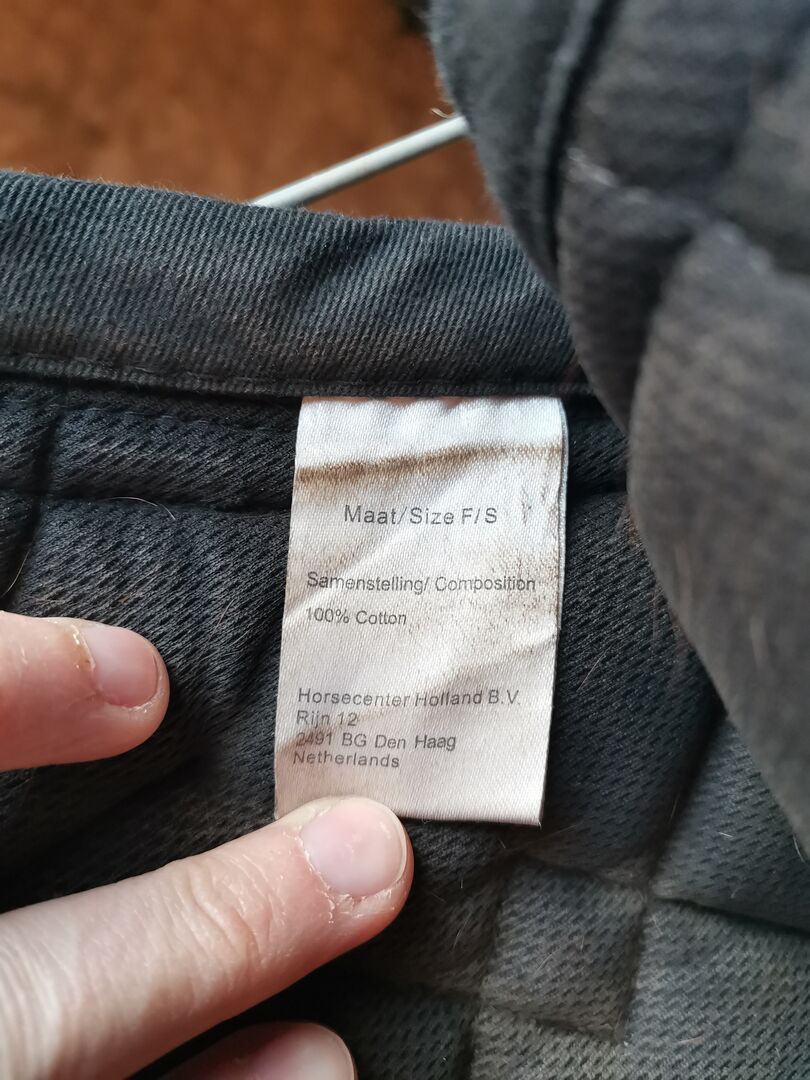 Maat/Size F/S
Samenstelling/ Composition
100% Cotton
Horsecenter Holland B.V.
Rijn 12
2491 BG Den Haag
Netherlands